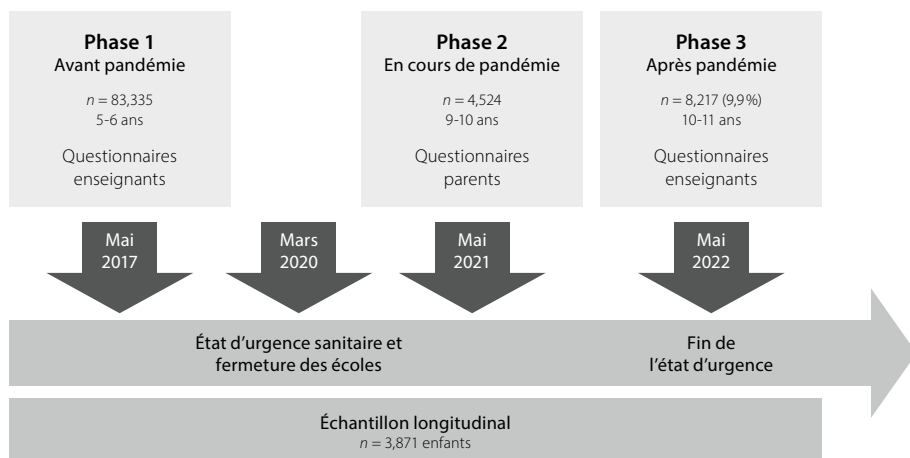 Phase 1
Avant pandémie
n = 83,335
5-6 ans
Questionnaires
enseignants
Phase 2
En cours de pandémie
n = 4,524
9-10 ans
Questionnaires
parents
Phase 3
Après pandémie
n = 8,217 (9,9 %)
10-11 ans
Questionnaires
enseignants
Mai
2017
Mars
2020
Mai
2021
Mai
2022
État d’urgence sanitaire et
fermeture des écoles
Fin de
l’état d’urgence
Échantillon longitudinal
n = 3,871 enfants